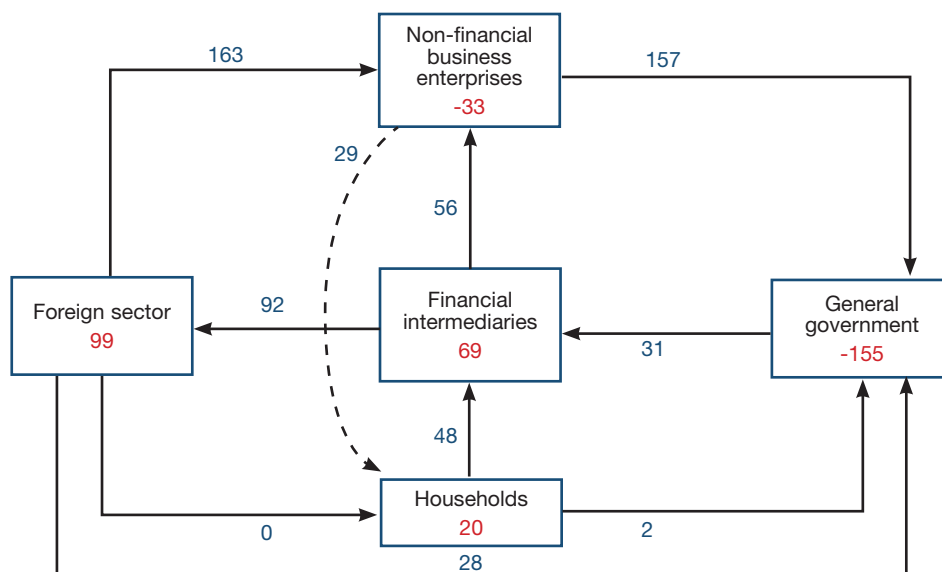 163
Non-financial
business
enterprises
-33
157
29
56
Foreign sector
99
92
Financial
intermediaries
69
31
General
government
-155
48
Households
20
0
2
28